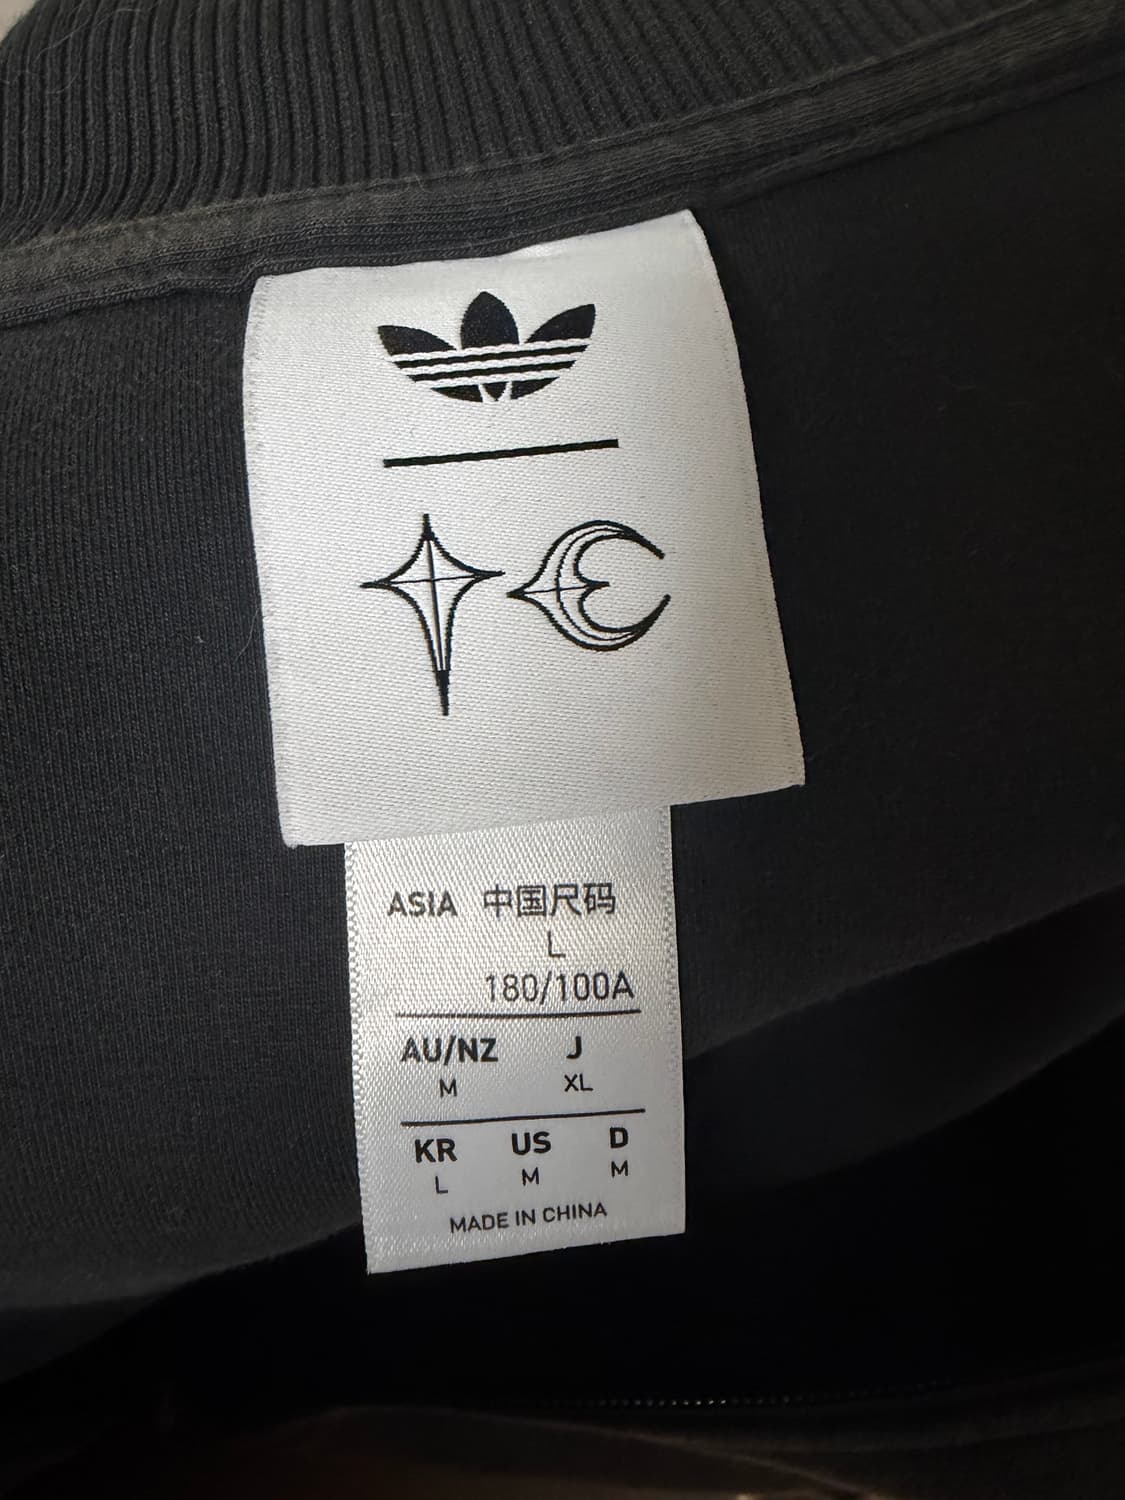 ASIA 中国尺码
L
180/100A
AU/NZ J
M XL
KR US D
L M M
MADE IN CHINA